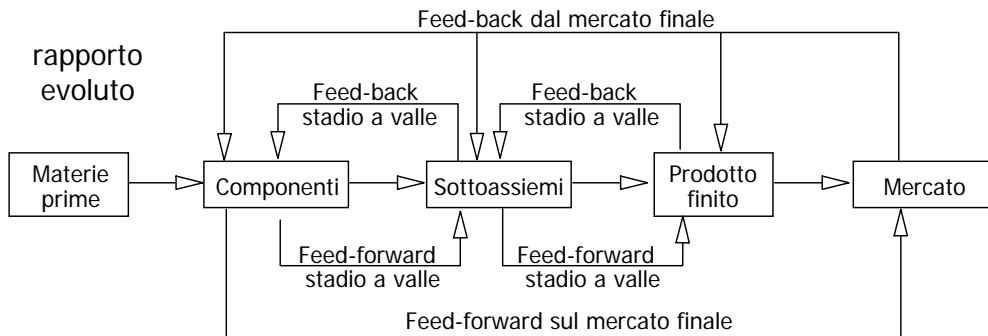 Feed-back dal mercato finale
rapporto
evoluto
Feed-back
stadio a valle
Feed-back
stadio a valle
Materie
prime
Componenti
Sottoassiemi
Prodotto
finito
Mercato
Feed-forward
stadio a valle
Feed-forward
stadio a valle
Feed-forward sul mercato finale